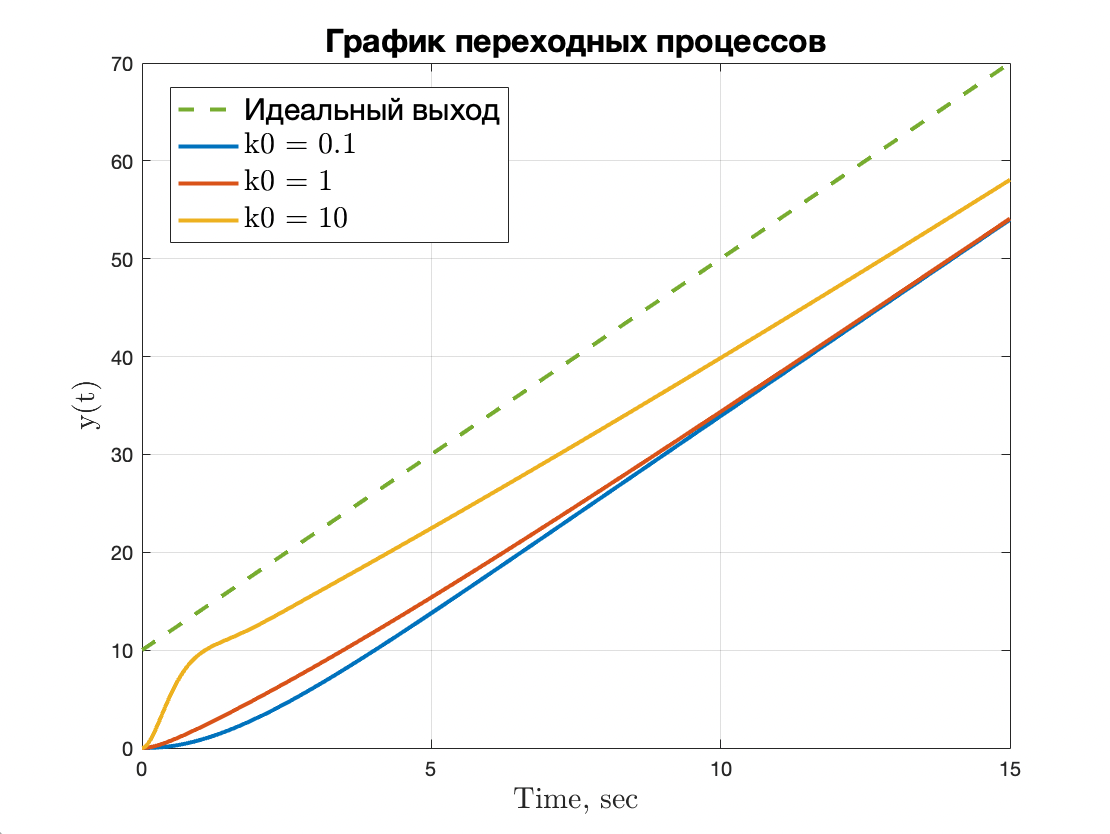 График переходных процессов
70
60
50
40
30
20
10
0
y(t)
Идеальный выход
k0 = 0.1
k0 = 1
k0 = 10
0
5
10
15
Time, sec